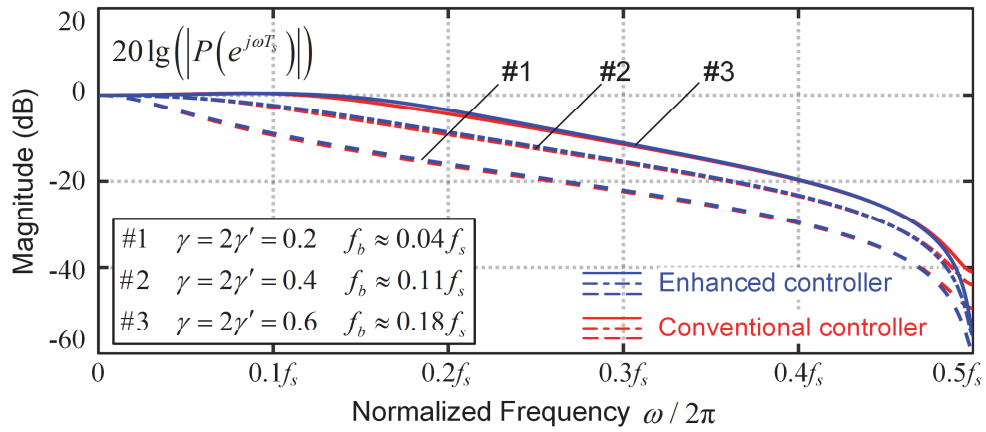 20 lg(|P(e^{jωT_s})|)
#1
#2
#3
20
0
-20
-40
-60
Magnitude (dB)
#1 γ = 2γ′ = 0.2 f_b ≈ 0.04f_s
#2 γ = 2γ′ = 0.4 f_b ≈ 0.11f_s
#3 γ = 2γ′ = 0.6 f_b ≈ 0.18f_s
Enhanced controller
Conventional controller
0
0.1f_s
0.2f_s
0.3f_s
0.4f_s
0.5f_s
Normalized Frequency ω / 2π